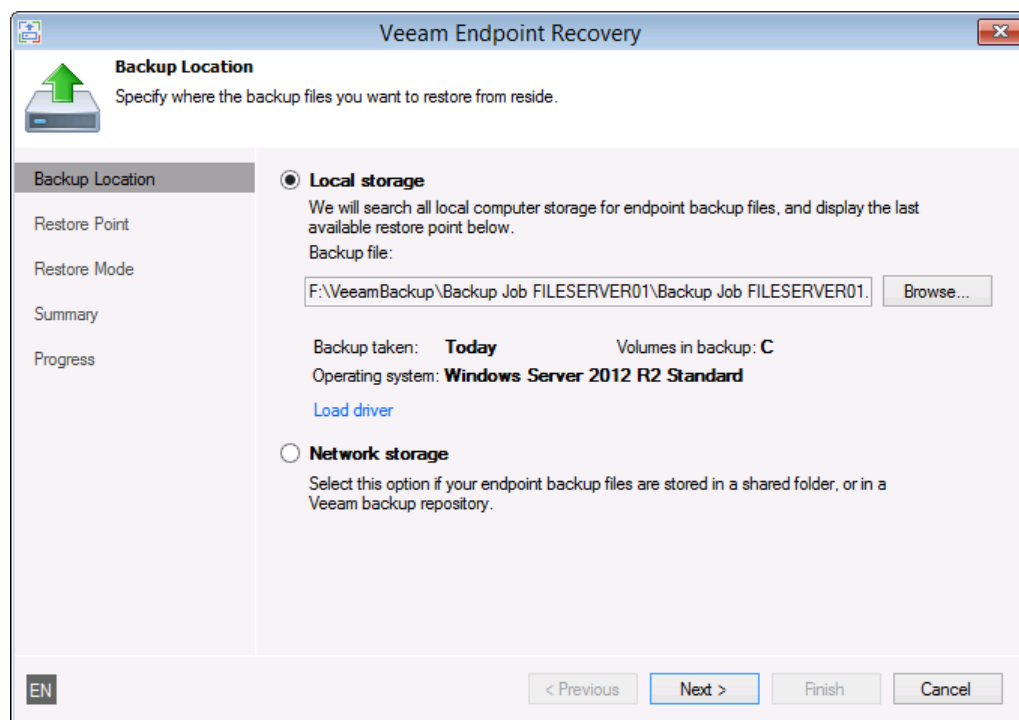 Veeam Endpoint Recovery
Backup Location
Specify where the backup files you want to restore from reside.
Backup Location
Restore Point
Restore Mode
Summary
Progress
Local storage
We will search all local computer storage for endpoint backup files, and display the last
available restore point below.
Backup file:
F:\VeeamBackup\Backup Job FILESERVER01\Backup Job FILESERVER01.
Browse...
Backup taken: Today Volumes in backup: C
Operating system: Windows Server 2012 R2 Standard
Load driver
Network storage
Select this option if your endpoint backup files are stored in a shared folder, or in a
Veeam backup repository.
EN
< Previous
Next >
Finish
Cancel